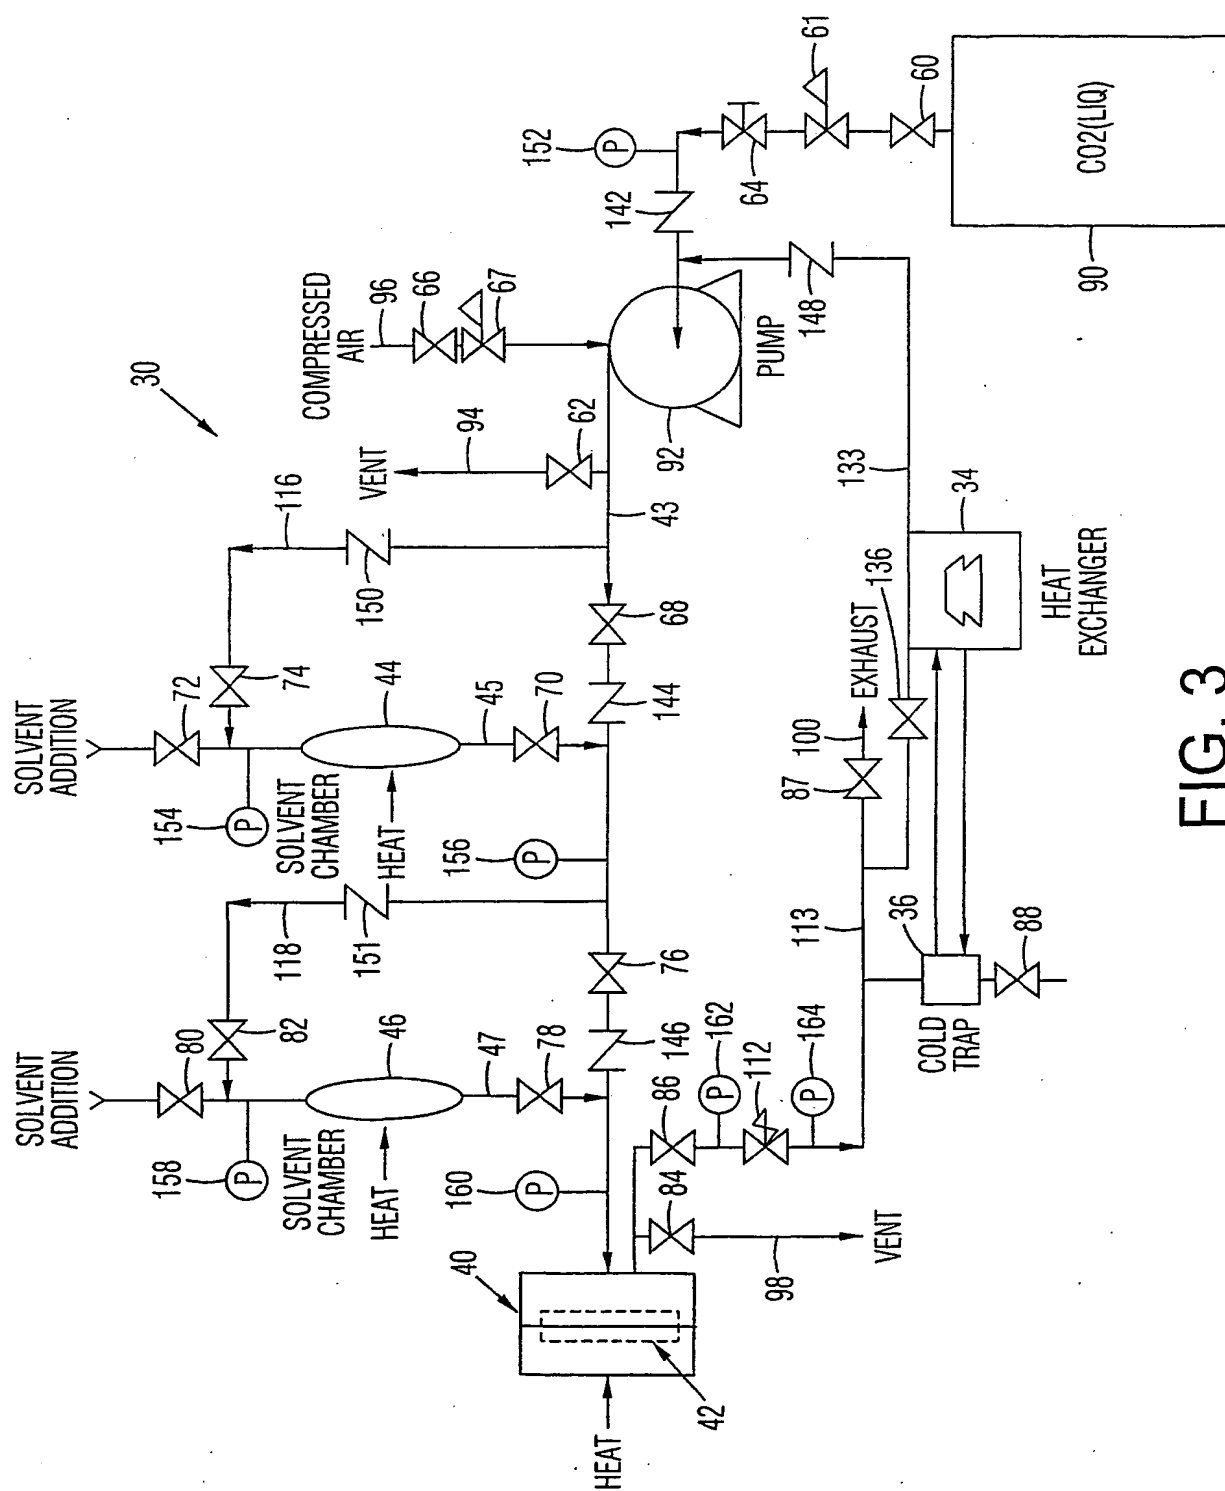 SOLVENT
ADDITION
80
82
158
P
SOLVENT
CHAMBER
46
HEAT
47
78
118
151
SOLVENT
ADDITION
72
74
154
P
SOLVENT
CHAMBER
44
HEAT
45
70
116
150
30
VENT
94
62
COMPRESSED
AIR
96
66
67
152
P
142
61
64
60
HEAT
40
42
160
P
146
76
156
P
144
68
43
92
PUMP
148
CO2(LIQ)
90
84
98
VENT
86
162
P
112
164
P
113
87
100
EXHAUST
136
133
36
COLD
TRAP
88
34
HEAT
EXCHANGER
FIG. 3